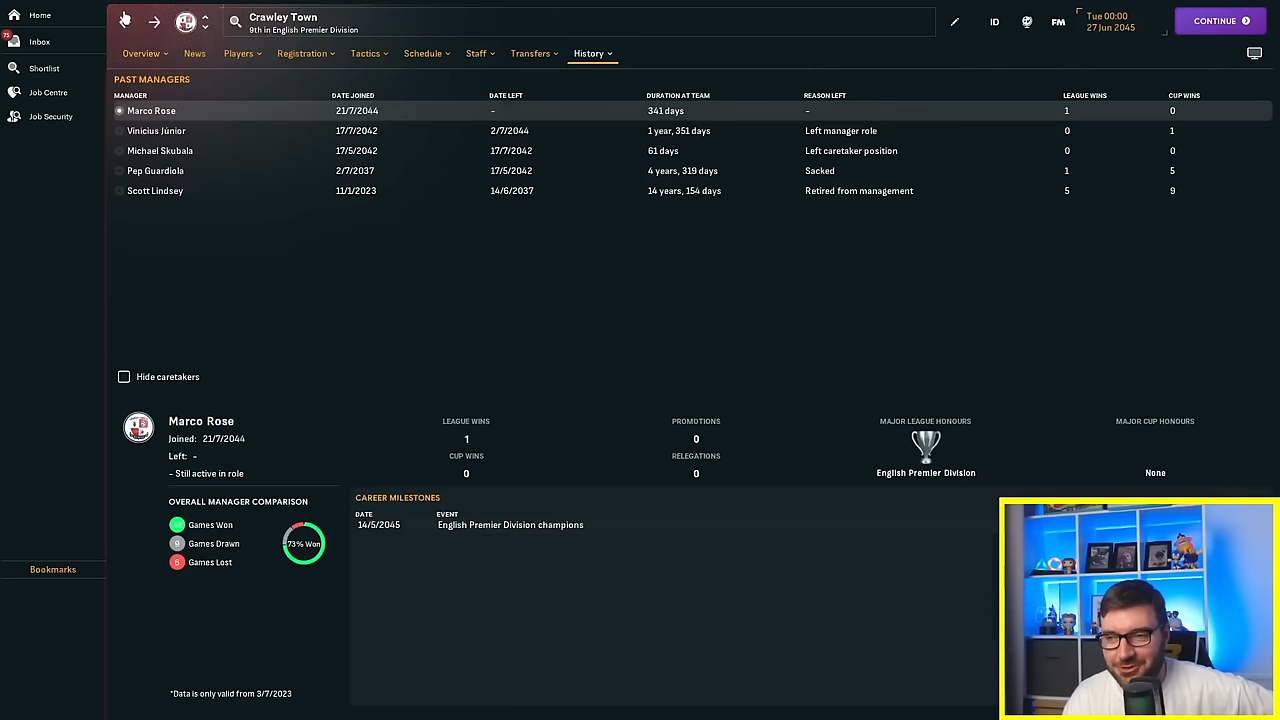 Home
Inbox
Shortlist
Job Centre
Job Security
Bookmarks
Crawley Town
9th in English Premier Division
ID
FM
Tue 00:00
27 Jun 2045
CONTINUE
Overview
News
Players
Registration
Tactics
Schedule
Staff
Transfers
History
PAST MANAGERS
MANAGER DATE JOINED DATE LEFT DURATION AT TEAM REASON LEFT LEAGUE WINS CUP WINS
Marco Rose 21/7/2044 - 341 days - 1 0
Vinicius Júnior 17/7/2042 2/7/2044 1 year, 351 days Left manager role 0 1
Michael Skubala 17/5/2042 17/7/2042 61 days Left caretaker position 0 0
Pep Guardiola 2/7/2037 17/5/2042 4 years, 319 days Sacked 1 5
Scott Lindsey 11/1/2023 14/6/2037 14 years, 154 days Retired from management 5 9
Hide caretakers
Marco Rose
Joined: 21/7/2044
Left: -
- Still active in role
LEAGUE WINS
1
CUP WINS
0
PROMOTIONS
0
RELEGATIONS
0
MAJOR LEAGUE HONOURS
English Premier Division
MAJOR CUP HONOURS
None
OVERALL MANAGER COMPARISON
Games Won
9 Games Drawn
6 Games Lost
73% Won
CAREER MILESTONES
DATE EVENT
14/5/2045 English Premier Division champions
*Data is only valid from 3/7/2023